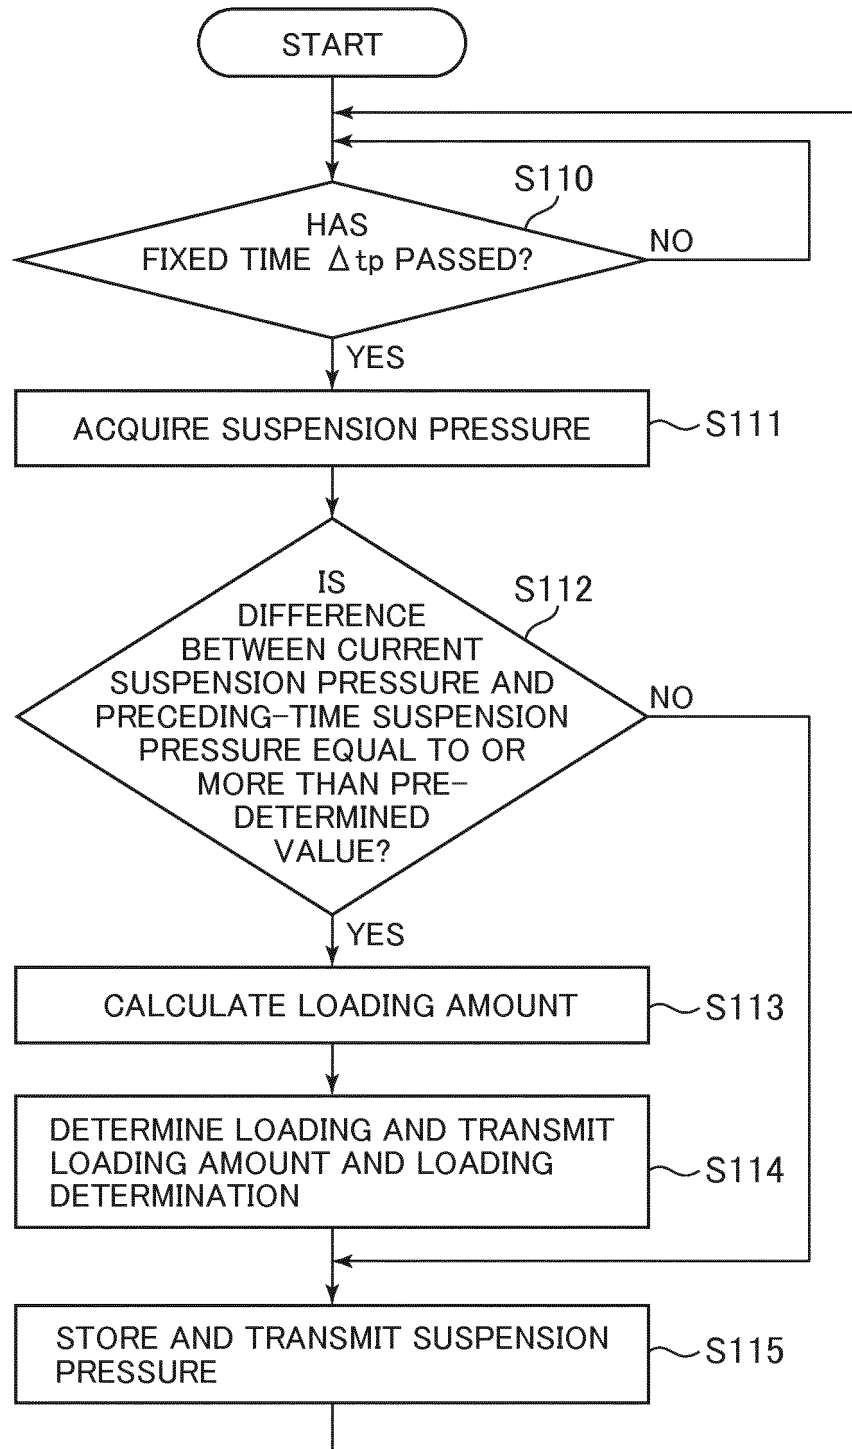 START
S110
HAS
FIXED TIME Δtp PASSED?
NO
YES
ACQUIRE SUSPENSION PRESSURE
S111
S112
IS
DIFFERENCE
BETWEEN CURRENT
SUSPENSION PRESSURE AND
PRECEDING-TIME SUSPENSION
PRESSURE EQUAL TO OR
MORE THAN PRE-
DETERMINED
VALUE?
NO
YES
CALCULATE LOADING AMOUNT
S113
DETERMINE LOADING AND TRANSMIT
LOADING AMOUNT AND LOADING
DETERMINATION
S114
STORE AND TRANSMIT SUSPENSION
PRESSURE
S115